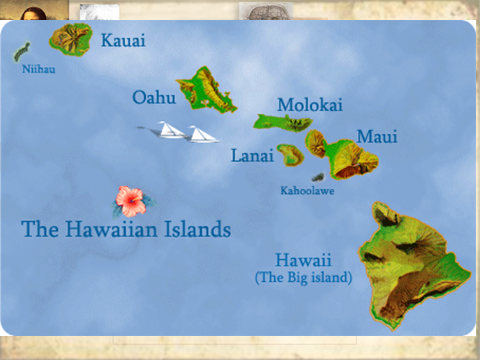 Kauai
Niihau
Oahu
Molokai
Maui
Lanai
Kahoolawe
The Hawaiian Islands
Hawaii
(The Big island)